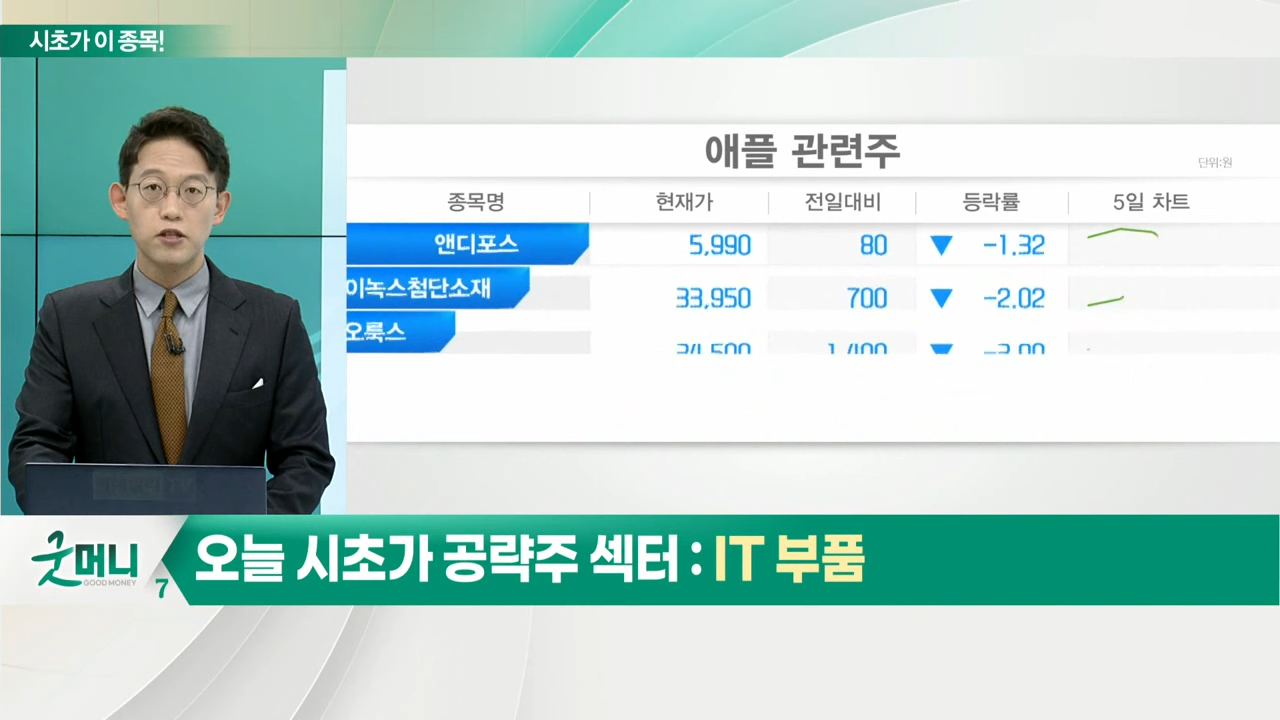 시초가 이 종목!
애플 관련주
단위:원
종목명 현재가 전일대비 등락률 5일 차트
앤디포스 5,990 80 ▼ -1.32
이녹스첨단소재 33,950 700 ▼ -2.02
오룩스
굿머니
GOOD MONEY
7
오늘 시초가 공략주 섹터 : IT 부품